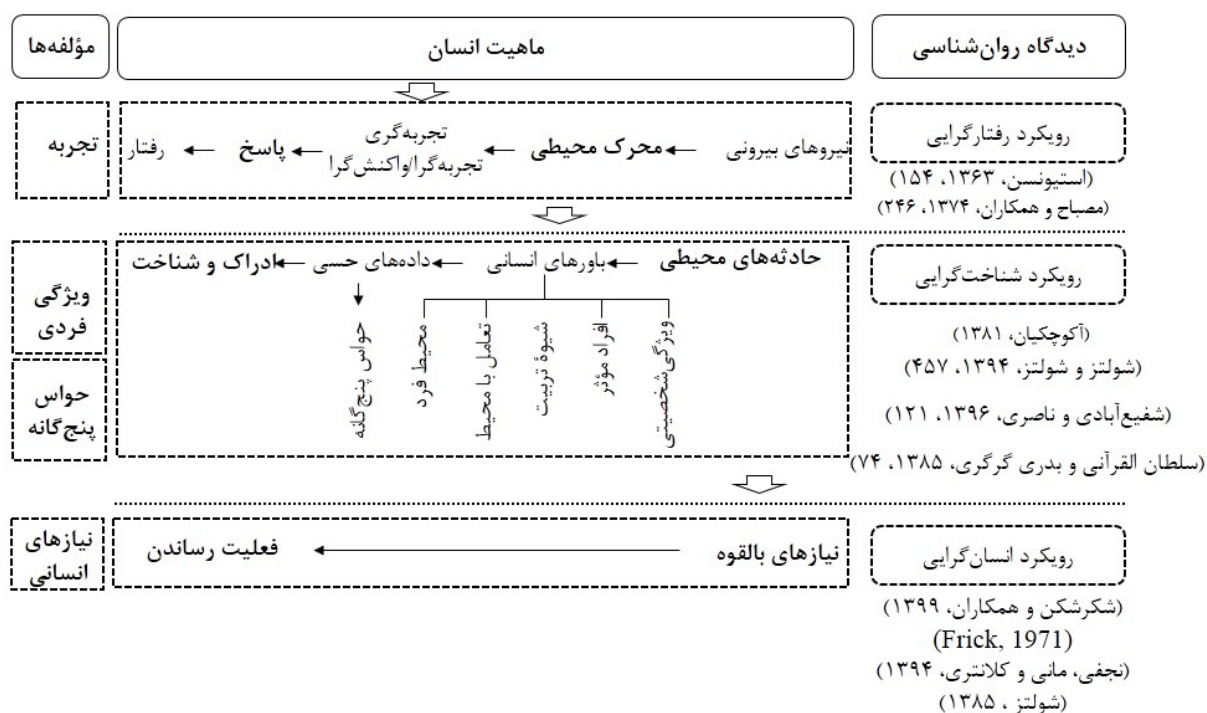 دیدگاه روان‌شناسی
ماهیت انسان
مؤلفه‌ها
رویکرد رفتارگرایی
(استیونسن، ۱۳۶۳، ۱۵۴)
(مصباح و همکاران، ۱۳۷۴، ۲۴۶)
نیروهای بیرونی
محرک محیطی
تجربه‌گری
تجربه‌گرا/واکنش‌گرا
پاسخ
رفتار
تجربه
رویکرد شناخت‌گرایی
(آکوچکیان، ۱۳۸۱)
(شولتز و شولتز، ۱۳۹۴، ۴۵۷)
(شفیع‌آبادی و ناصری، ۱۳۹۶، ۱۲۱)
(سلطان القرآنی و بدری گرگری، ۱۳۸۵، ۷۴)
حادثه‌های محیطی
باورهای انسانی
داده‌های حسی
ادراک و شناخت
ویژگی شخصیتی
افراد مؤثر
شیوۀ تربیت
تعامل با محیط
محیط فرد
حواس پنج‌گانه
ویژگی
فردی
حواس
پنج‌گانه
رویکرد انسان‌گرایی
(شکرشکن و همکاران، ۱۳۹۹)
(Frick, 1971)
(نجفی، مانی و کلانتری، ۱۳۹۴)
(شولتز ، ۱۳۸۵)
نیازهای بالقوه
فعلیت رساندن
نیازهای
انسانی